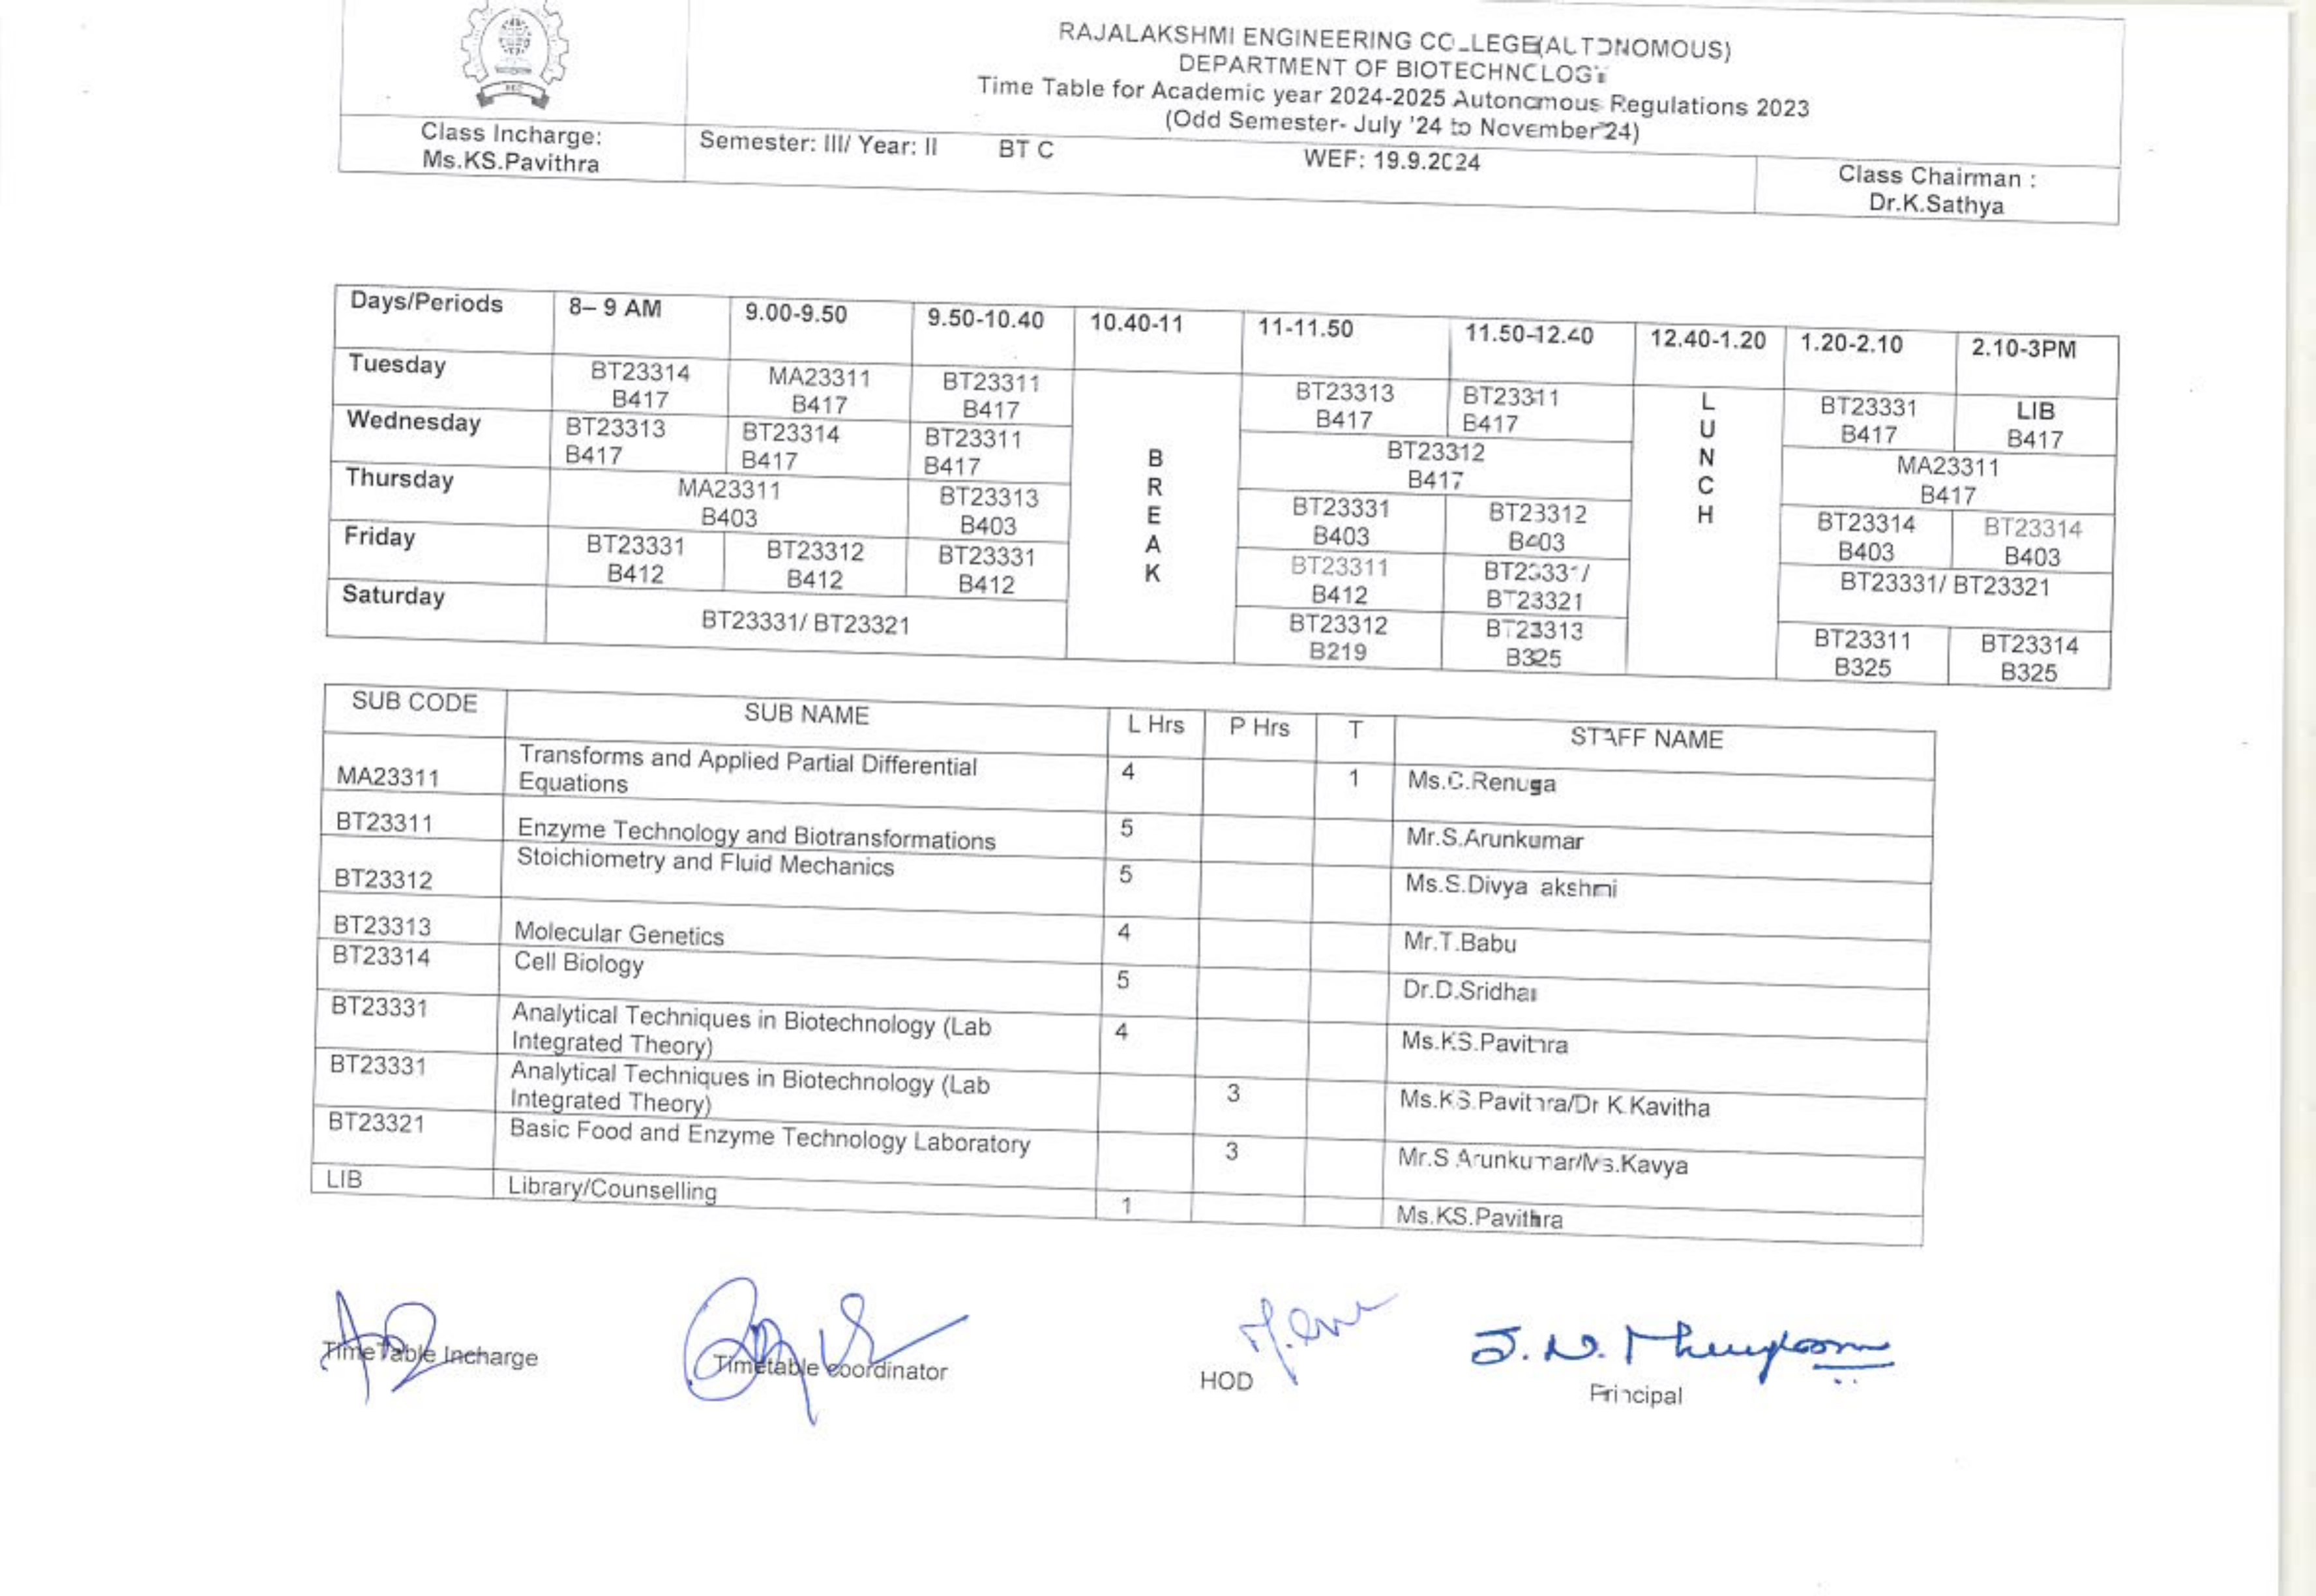 REC
RAJALAKSHMI ENGINEERING COLLEGE(AUTONOMOUS)
DEPARTMENT OF BIOTECHNOLOGY
Time Table for Academic year 2024-2025 Autonomous Regulations 2023
(Odd Semester- July '24 to November'24)
Class Incharge:
Ms.KS.Pavithra
Semester: III/ Year: II BT C WEF: 19.9.2024
Class Chairman :
Dr.K.Sathya
Days/Periods 8– 9 AM 9.00-9.50 9.50-10.40 10.40-11 11-11.50 11.50-12.40 12.40-1.20 1.20-2.10 2.10-3PM
Tuesday BT23314 MA23311 BT23311 BT23313 BT23311 BT23331 LIB
B417 B417 B417 B417 B417 B417 B417
Wednesday BT23313 BT23314 BT23311 BT23312 MA23311
B417 B417 B417 B417 B417
Thursday MA23311 BT23313 BT23331 BT23312 BT23314 BT23314
B403 B403 B403 B403 B403 B403
Friday BT23331 BT23312 BT23331 BT23311 BT23331/ BT23331/ BT23321
B412 B412 B412 B412 BT23321
Saturday BT23331/ BT23321 BT23312 BT23313 BT23311 BT23314
B219 B325 B325 B325
B
R
E
A
K
L
U
N
C
H
SUB CODE SUB NAME L Hrs P Hrs T STAFF NAME
MA23311 Transforms and Applied Partial Differential
Equations 4 1 Ms.C.Renuga
BT23311 Enzyme Technology and Biotransformations 5 Mr.S.Arunkumar
BT23312 Stoichiometry and Fluid Mechanics 5 Ms.S.Divya akshmi
BT23313 Molecular Genetics 4 Mr.T.Babu
BT23314 Cell Biology 5 Dr.D.Sridhar
BT23331 Analytical Techniques in Biotechnology (Lab
Integrated Theory) 4 Ms.KS.Pavithra
BT23331 Analytical Techniques in Biotechnology (Lab
Integrated Theory) 3 Ms.KS.Pavithra/Dr K.Kavitha
BT23321 Basic Food and Enzyme Technology Laboratory 3 Mr.S.Arunkumar/Ms.Kavya
LIB Library/Counselling 1 Ms.KS.Pavithra
TimeTable Incharge
Timetable coordinator
HOD
Principal